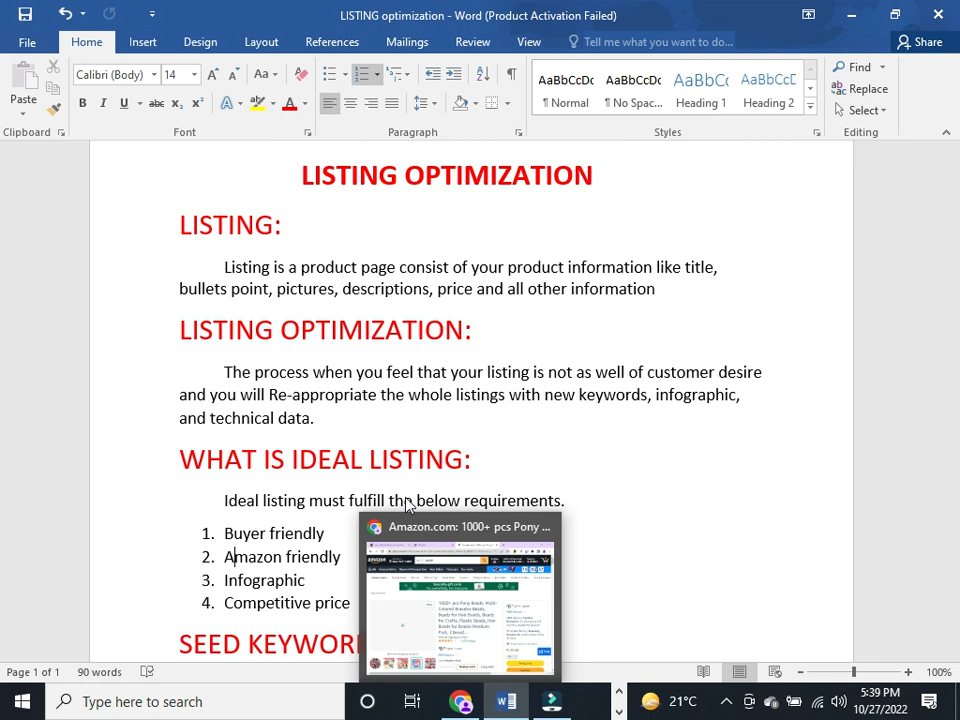 LISTING optimization - Word (Product Activation Failed)
File Home Insert Design Layout References Mailings Review View Tell me what you want to do... Share
Calibri (Body) 14 Aa
AaBbCcDc AaBbCcDc AaBbCc AaBbCcD
Find
Replace
Select
Paste
¶ Normal ¶ No Spac... Heading 1 Heading 2
Clipboard Font Paragraph Styles Editing
LISTING OPTIMIZATION
LISTING:
Listing is a product page consist of your product information like title,
bullets point, pictures, descriptions, price and all other information
LISTING OPTIMIZATION:
The process when you feel that your listing is not as well of customer desire
and you will Re-appropriate the whole listings with new keywords, infographic,
and technical data.
WHAT IS IDEAL LISTING:
Ideal listing must fulfill the below requirements.
Amazon.com: 1000+ pcs Pony ...
1. Buyer friendly
2. Amazon friendly
3. Infographic
4. Competitive price
SEED KEYWOR
Page 1 of 1 90 words 100%
Type here to search 21°C 5:39 PM
10/27/2022